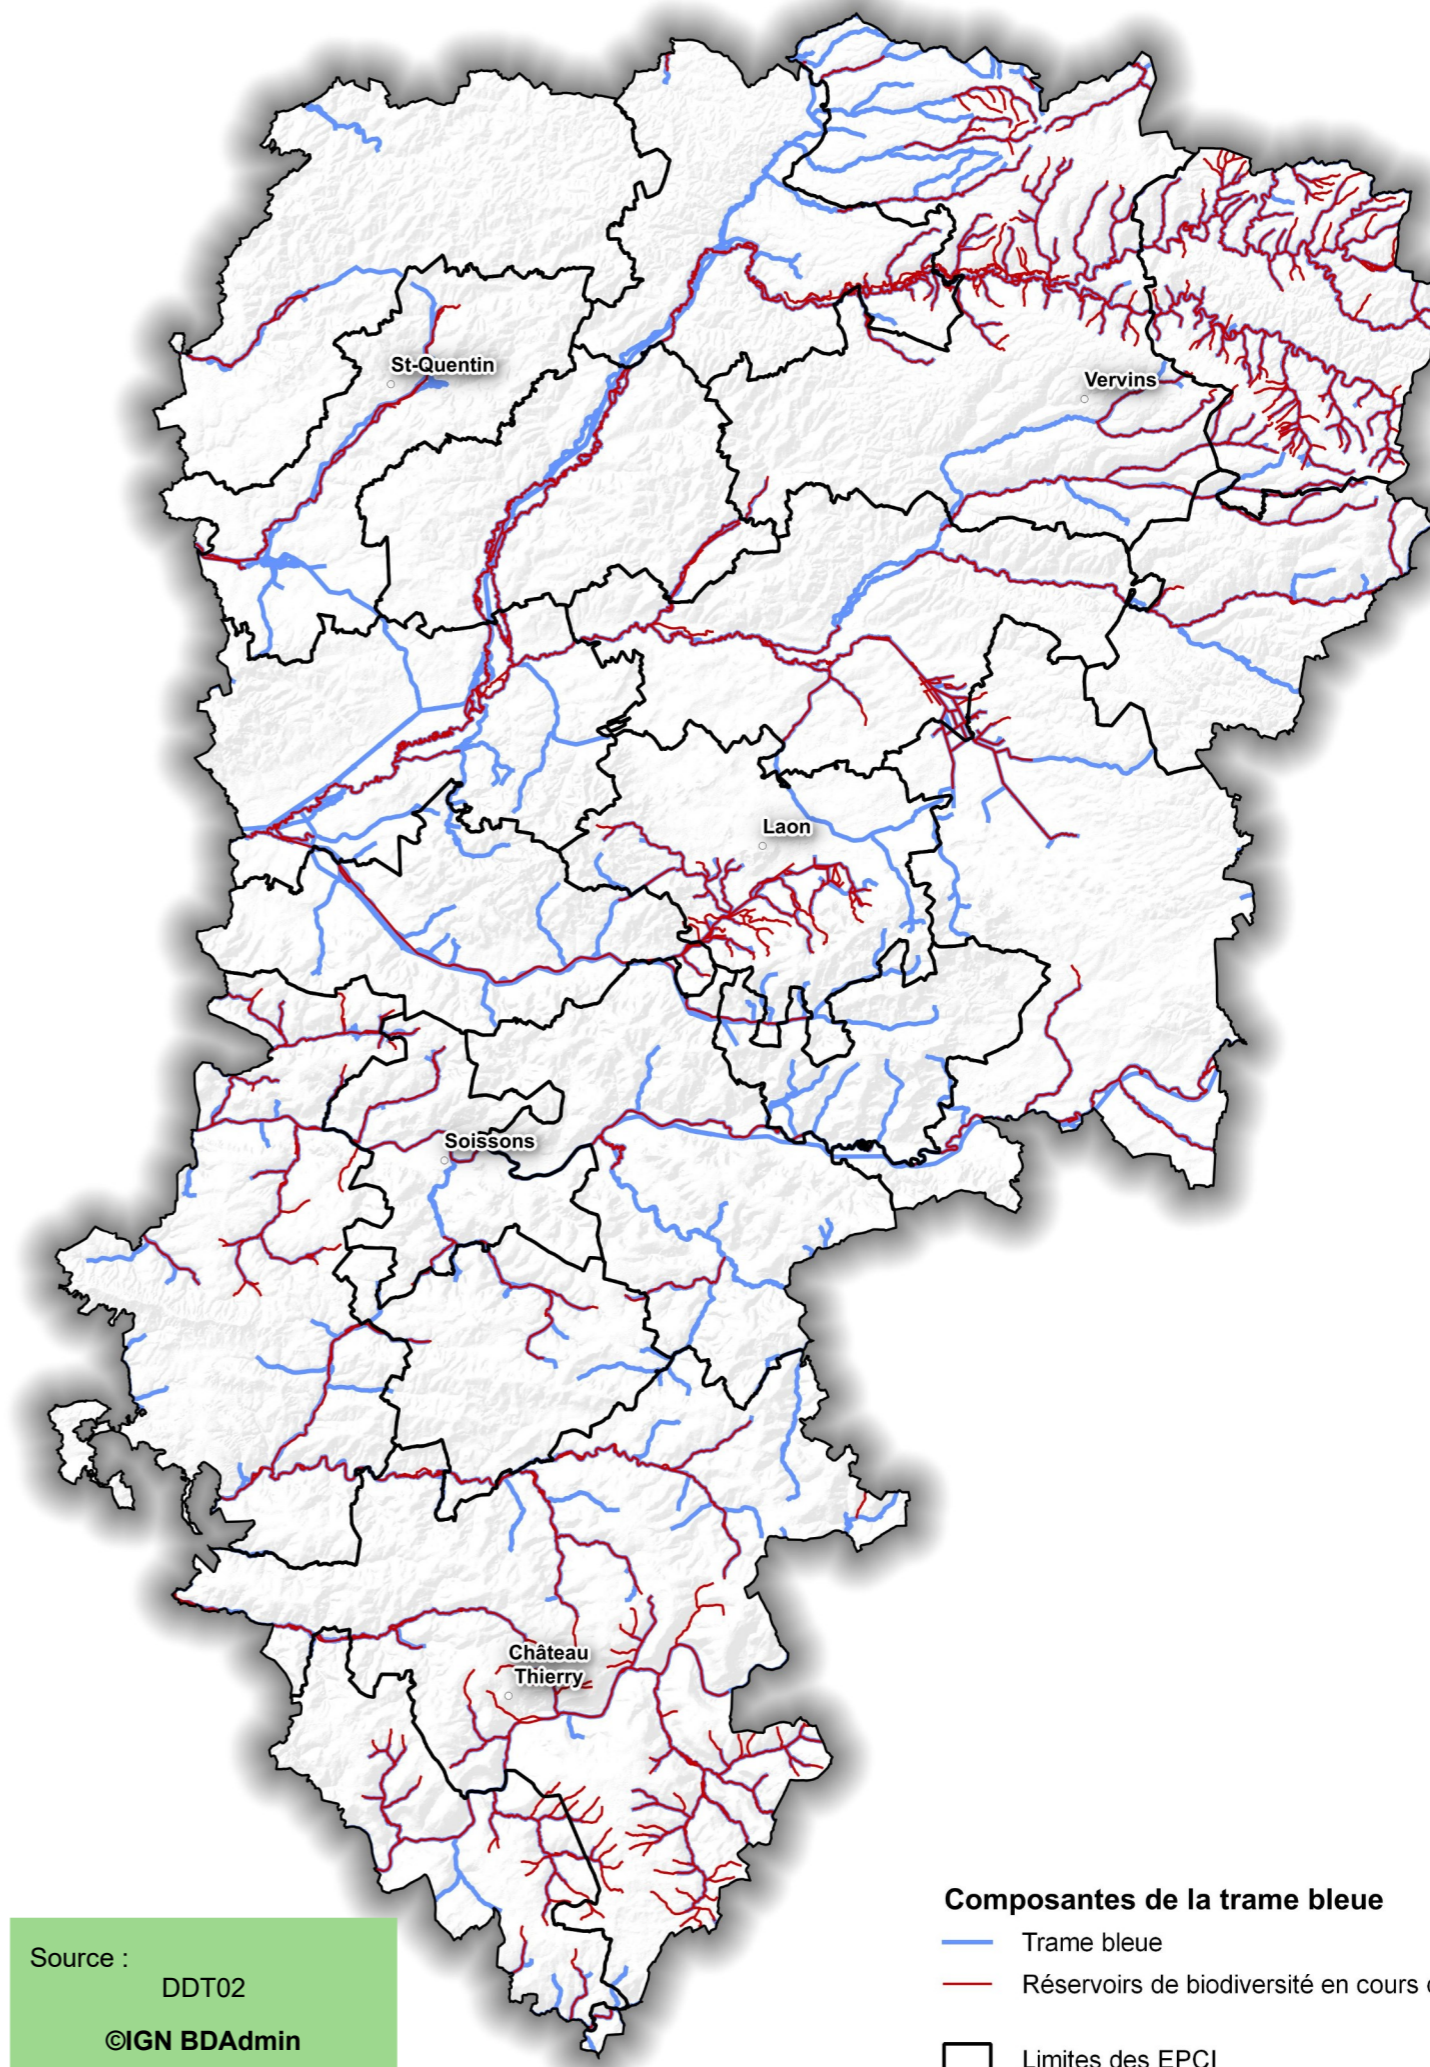 St-Quentin
Vervins
Laon
Soissons
Château
Thierry
Composantes de la trame bleue
Trame bleue
Réservoirs de biodiversité en cours
Limites des EPCI
Source :
DDT02
©IGN BDAdmin